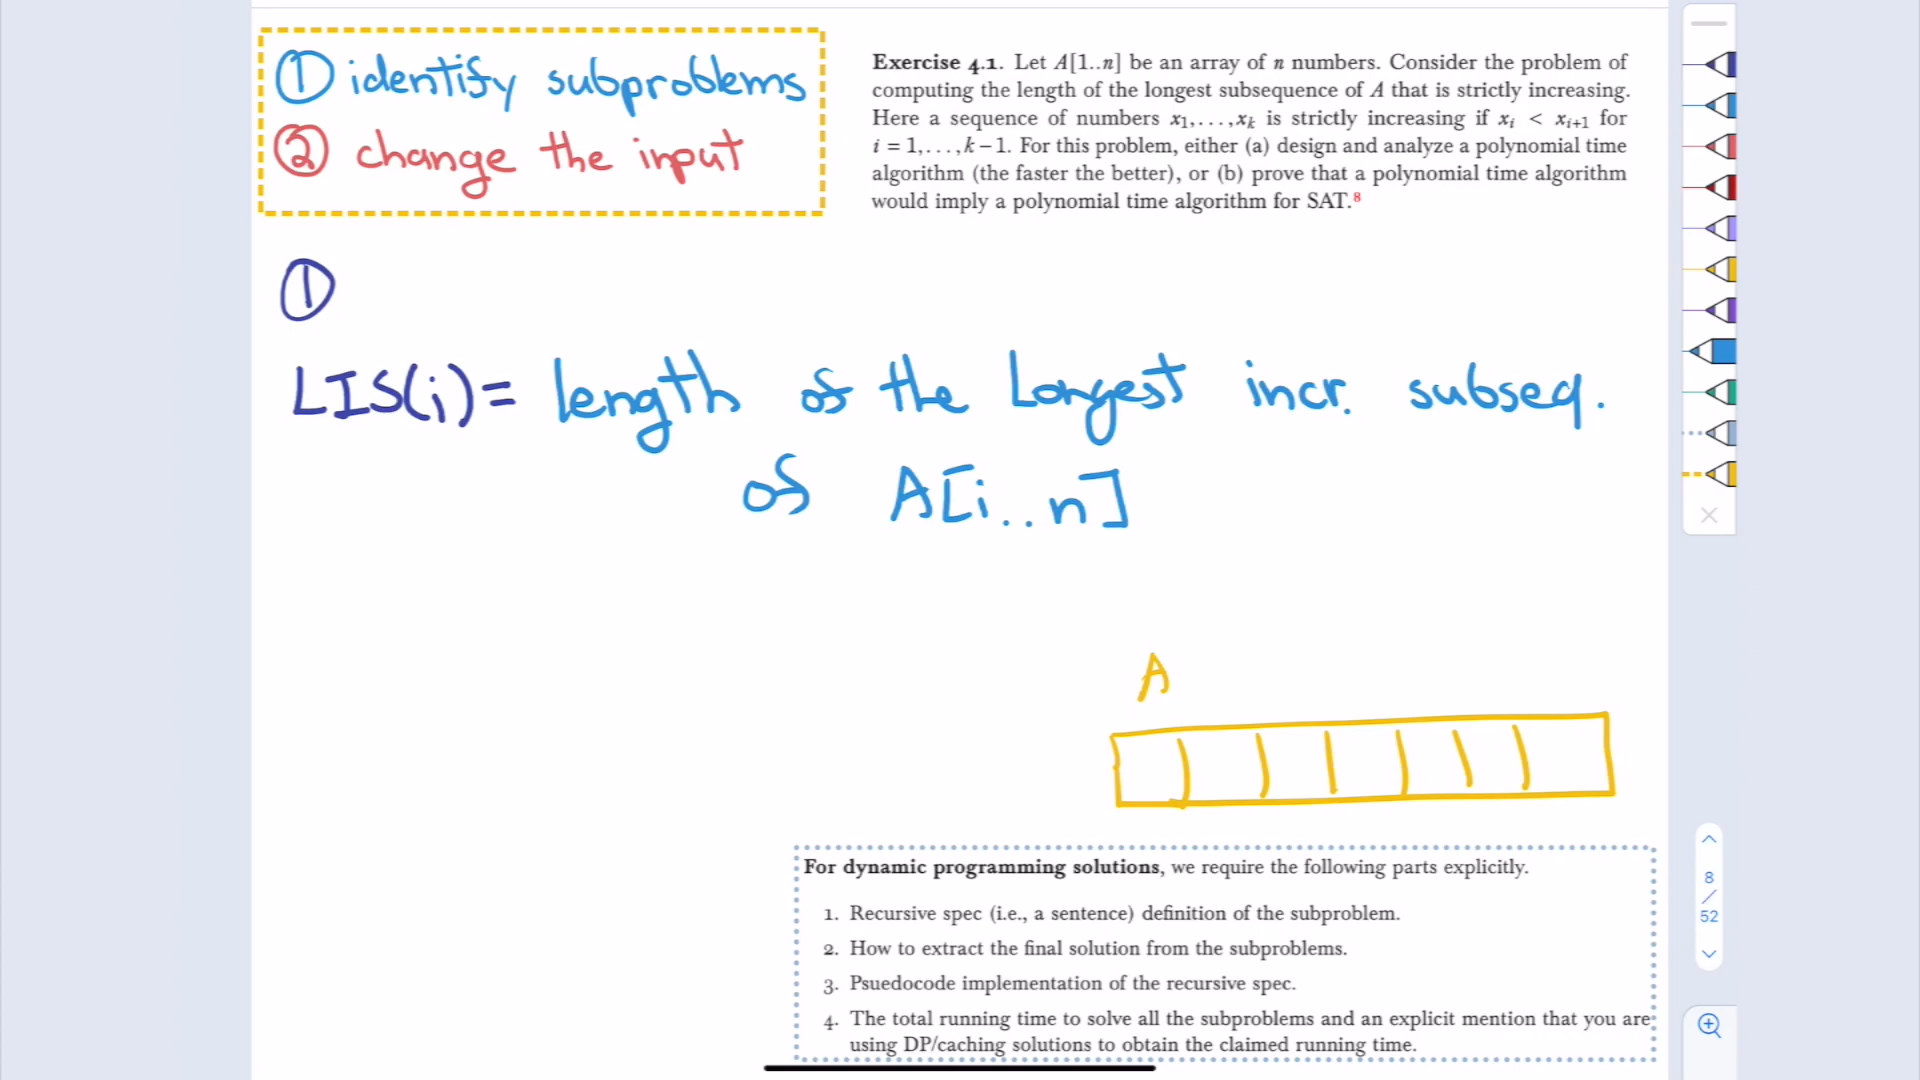 ① identify subproblems
② change the input
Exercise 4.1. Let A[1..n] be an array of n numbers. Consider the problem of
computing the length of the longest subsequence of A that is strictly increasing.
Here a sequence of numbers x₁,...,xₖ is strictly increasing if xᵢ < xᵢ₊₁ for
i = 1,...,k−1. For this problem, either (a) design and analyze a polynomial time
algorithm (the faster the better), or (b) prove that a polynomial time algorithm
would imply a polynomial time algorithm for SAT.⁸
①
LIS(i)= length of the Longest incr. subseq.
of A[i..n]
A
For dynamic programming solutions, we require the following parts explicitly.
1. Recursive spec (i.e., a sentence) definition of the subproblem.
2. How to extract the final solution from the subproblems.
3. Psuedocode implementation of the recursive spec.
4. The total running time to solve all the subproblems and an explicit mention that you are
using DP/caching solutions to obtain the claimed running time.
8
/
52